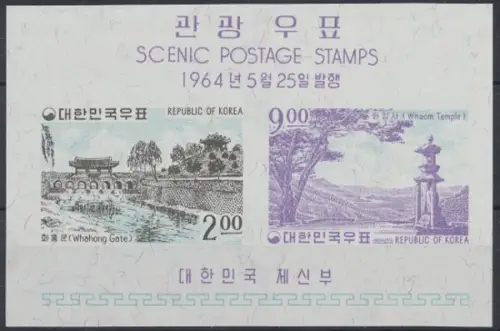 관광우표
SCENIC POSTAGE STAMPS
1964년 5월 25일 발행
대한민국우표 REPUBLIC OF KOREA
2.00
화홍문(Whahong Gate)
9.00
화엄사(Whaom Temple)
대한민국우표 REPUBLIC OF KOREA
대한민국 체신부